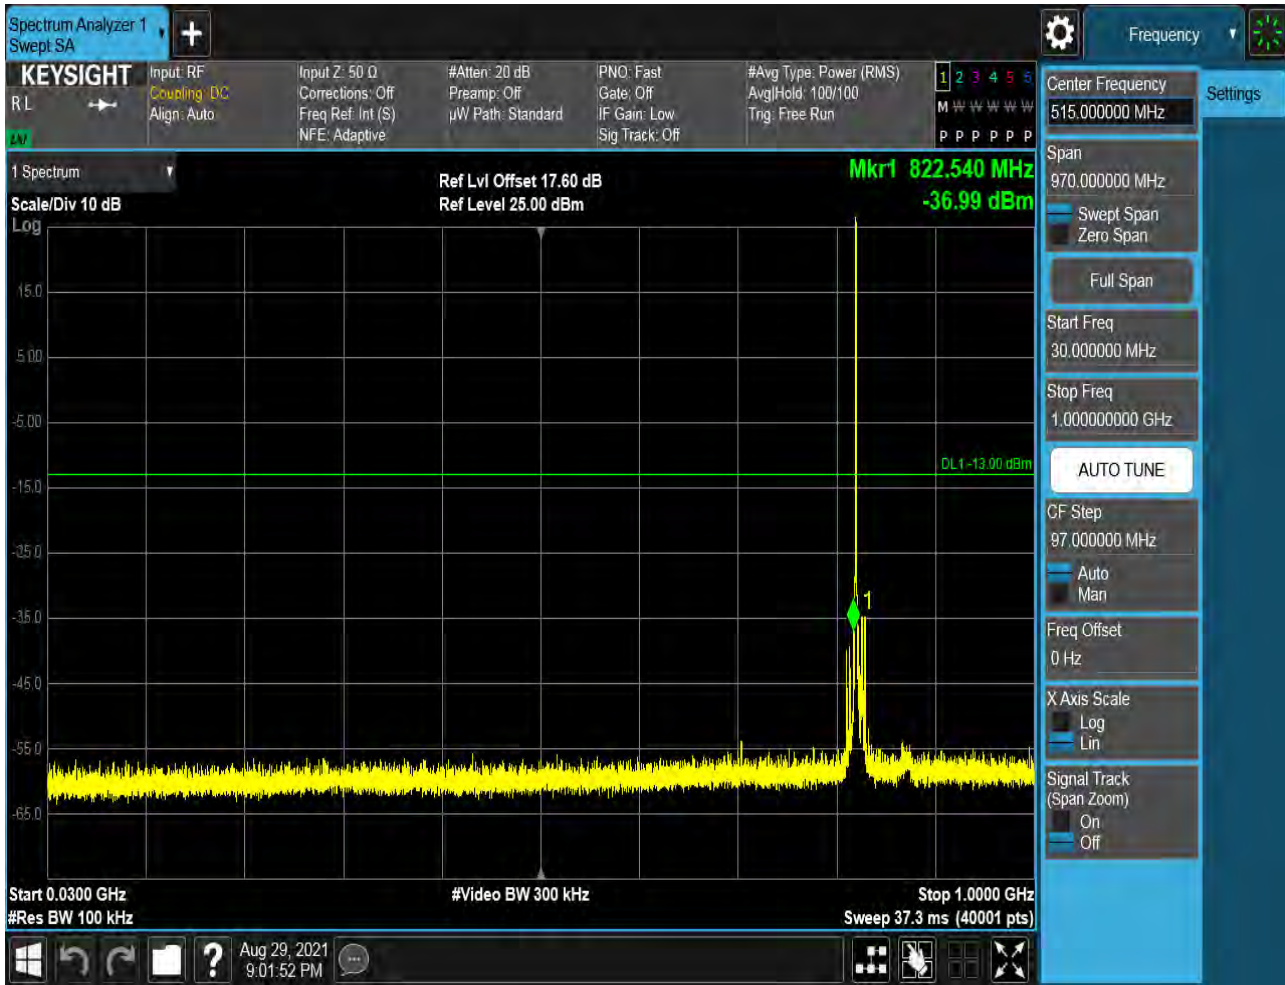 Spectrum Analyzer 1
Swept SA
Frequency
KEYSIGHT
R L
Input: RF
Coupling: DC
Align: Auto
Input Z: 50 Ω
Corrections: Off
Freq Ref: Int (S)
NFE: Adaptive
#Atten: 20 dB
Preamp: Off
µW Path: Standard
PNO: Fast
Gate: Off
IF Gain: Low
Sig Track: Off
#Avg Type: Power (RMS)
Avg|Hold: 100/100
Trig: Free Run
1 2 3 4 5 6
M W W W W W
P P P P P P
1 Spectrum
Scale/Div 10 dB
Log
Ref Lvl Offset 17.60 dB
Ref Level 25.00 dBm
Mkr1 822.540 MHz
-36.99 dBm
15.0
5.00
-5.00
-15.0
-25.0
-35.0
-45.0
-55.0
-65.0
DL1 -13.00 dBm
1
Start 0.0300 GHz
#Res BW 100 kHz
#Video BW 300 kHz
Stop 1.0000 GHz
Sweep 37.3 ms (40001 pts)
?
Aug 29, 2021
9:01:52 PM
Center Frequency
515.000000 MHz
Span
970.000000 MHz
Swept Span
Zero Span
Full Span
Start Freq
30.000000 MHz
Stop Freq
1.000000000 GHz
AUTO TUNE
CF Step
97.000000 MHz
Auto
Man
Freq Offset
0 Hz
X Axis Scale
Log
Lin
Signal Track
(Span Zoom)
On
Off
Settings